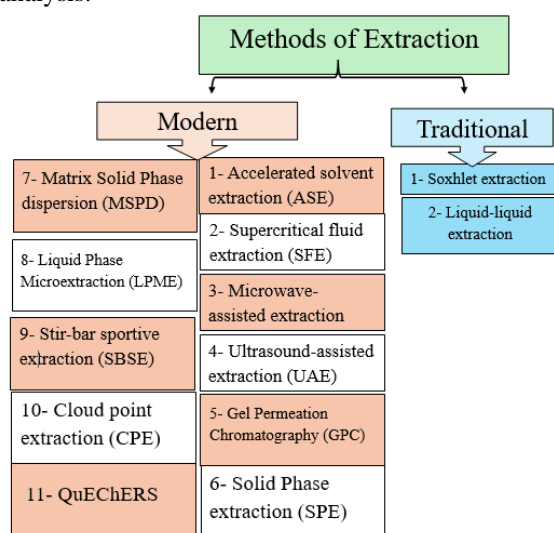 analysis.
Methods of Extraction
Modern
Traditional
1- Accelerated solvent
extraction (ASE)
2- Supercritical fluid
extraction (SFE)
3- Microwave-
assisted extraction
4- Ultrasound-assisted
extraction (UAE)
5- Gel Permeation
Chromatography (GPC)
6- Solid Phase
extraction (SPE)
7- Matrix Solid Phase
dispersion (MSPD)
8- Liquid Phase
Microextraction (LPME)
9- Stir-bar sportive
extraction (SBSE)
10- Cloud point
extraction (CPE)
11- QuEChERS
1- Soxhlet extraction
2- Liquid-liquid
extraction